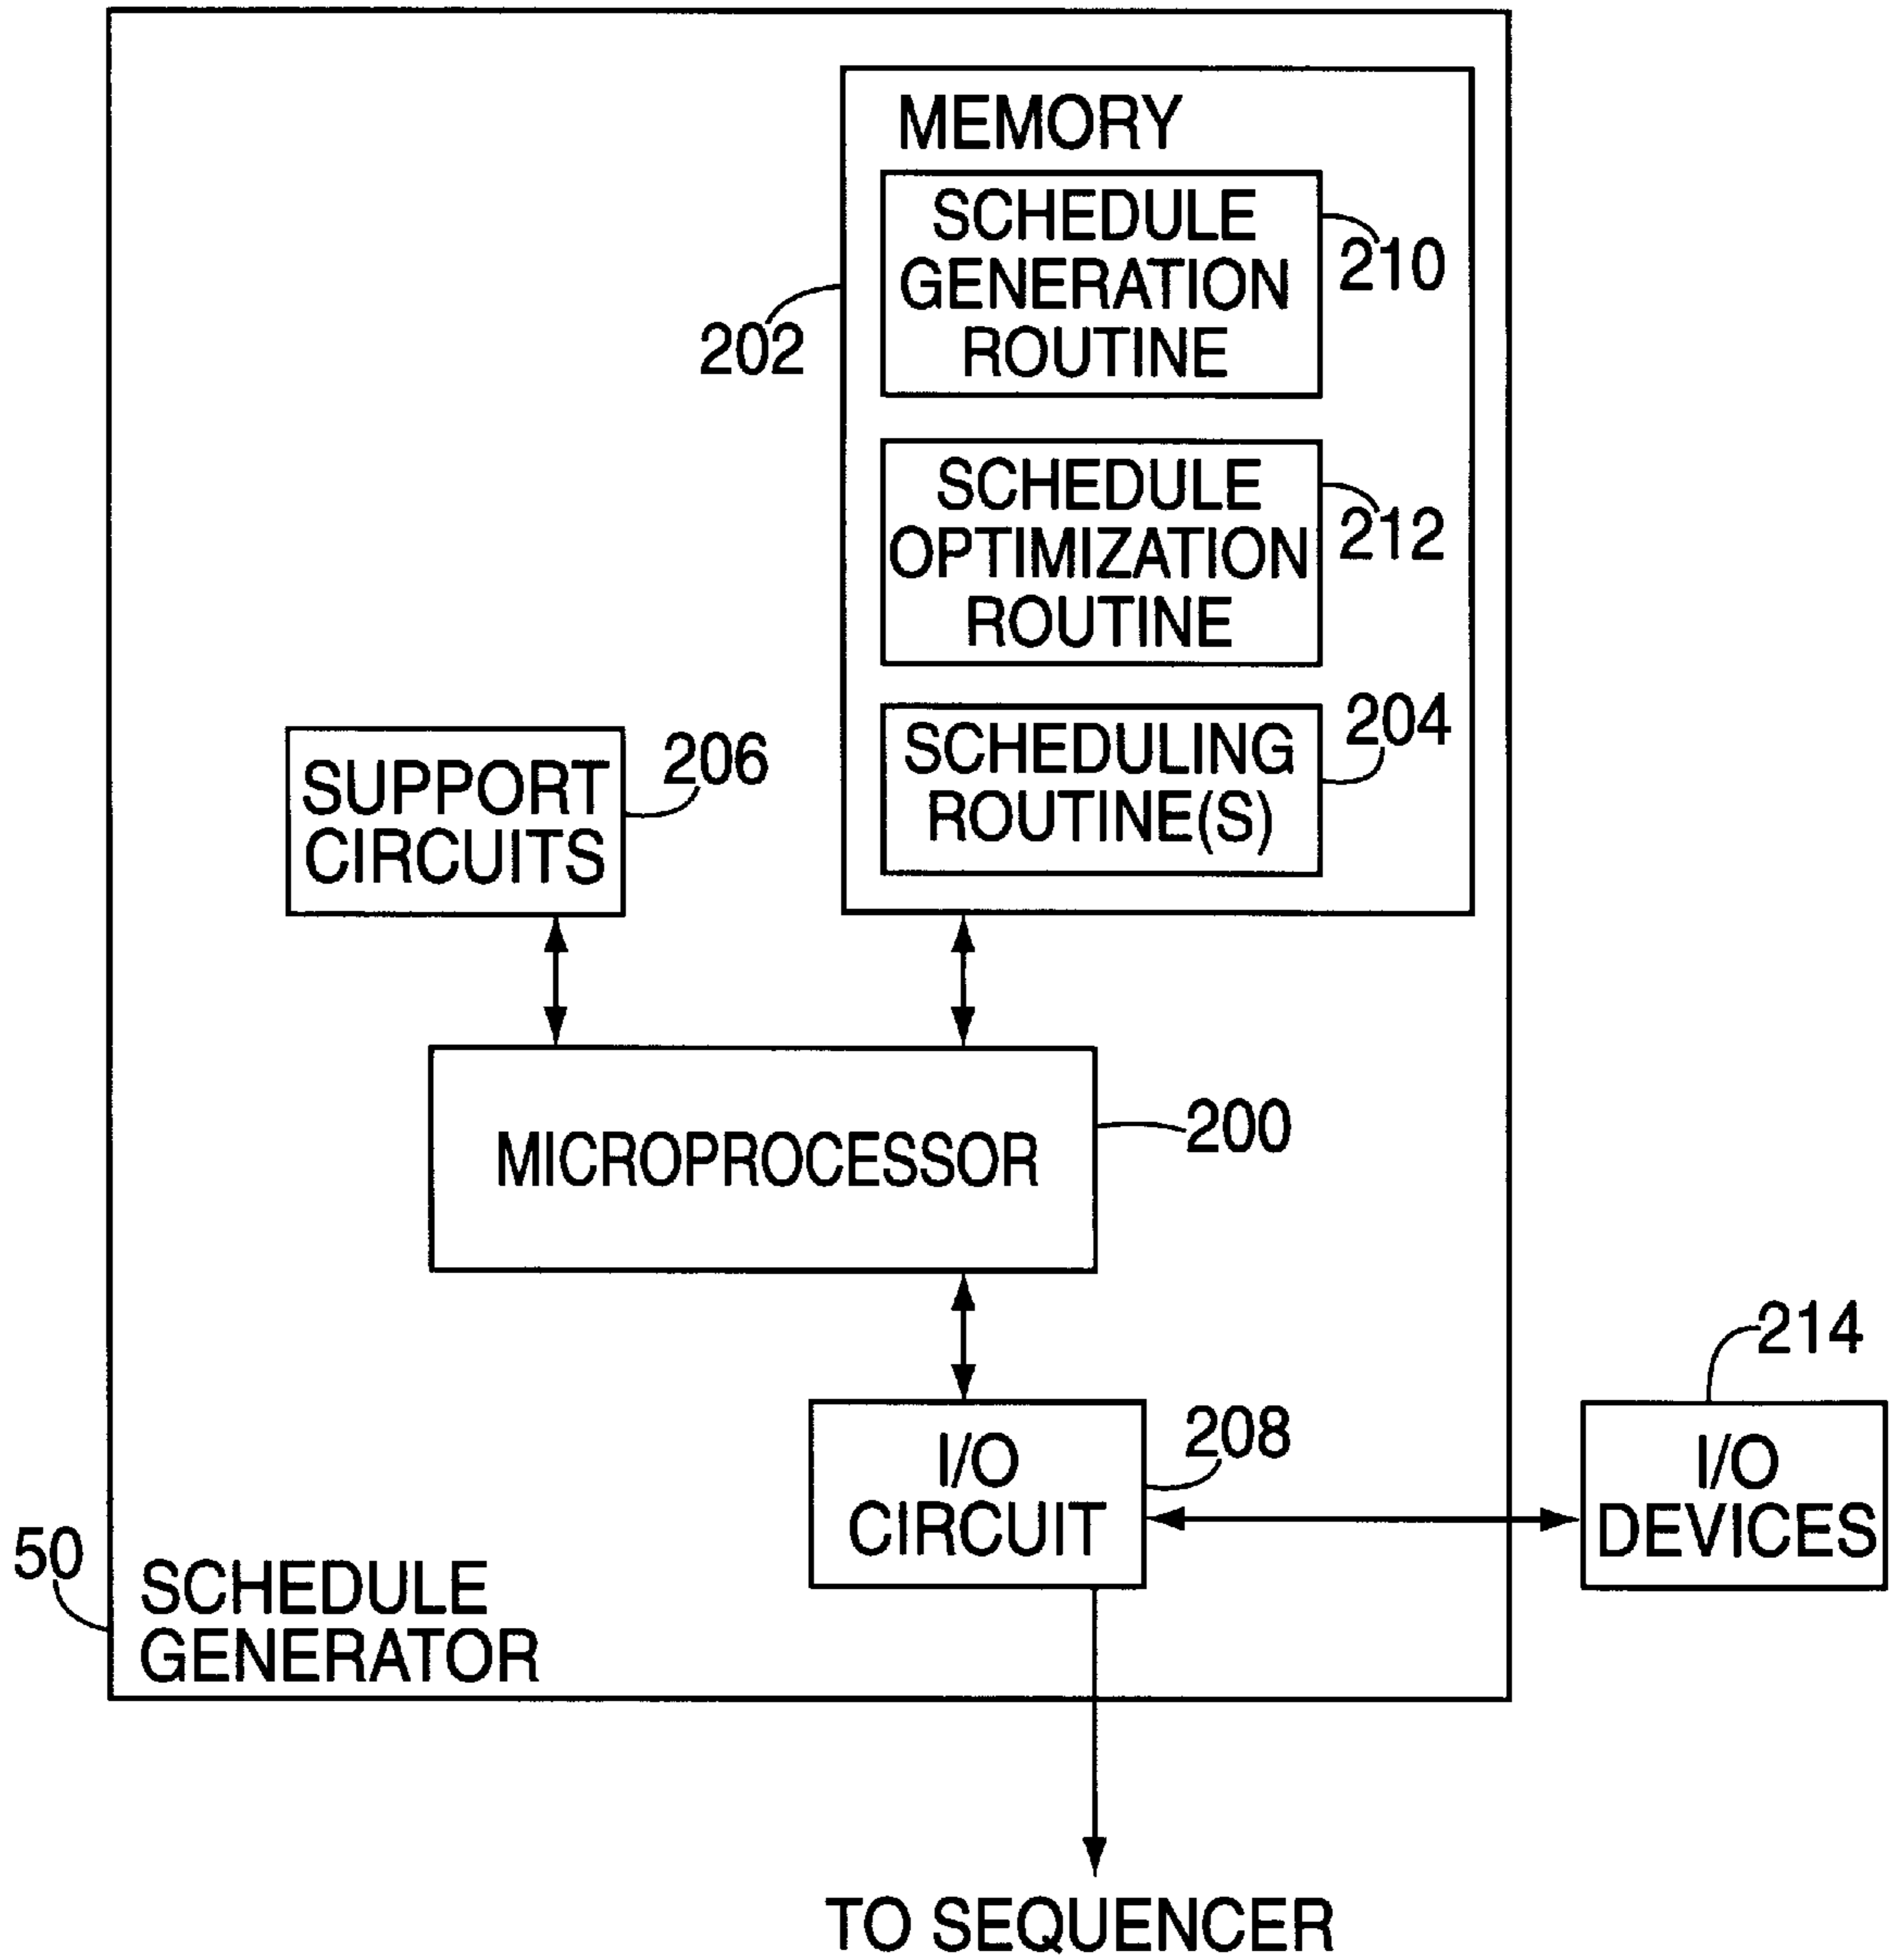 MEMORY
SCHEDULE
GENERATION
ROUTINE
210
202
SCHEDULE
OPTIMIZATION
ROUTINE
212
SCHEDULING
ROUTINE(S)
204
SUPPORT
CIRCUITS
206
MICROPROCESSOR
200
I/O
CIRCUIT
208
214
I/O
DEVICES
50
SCHEDULE
GENERATOR
TO SEQUENCER